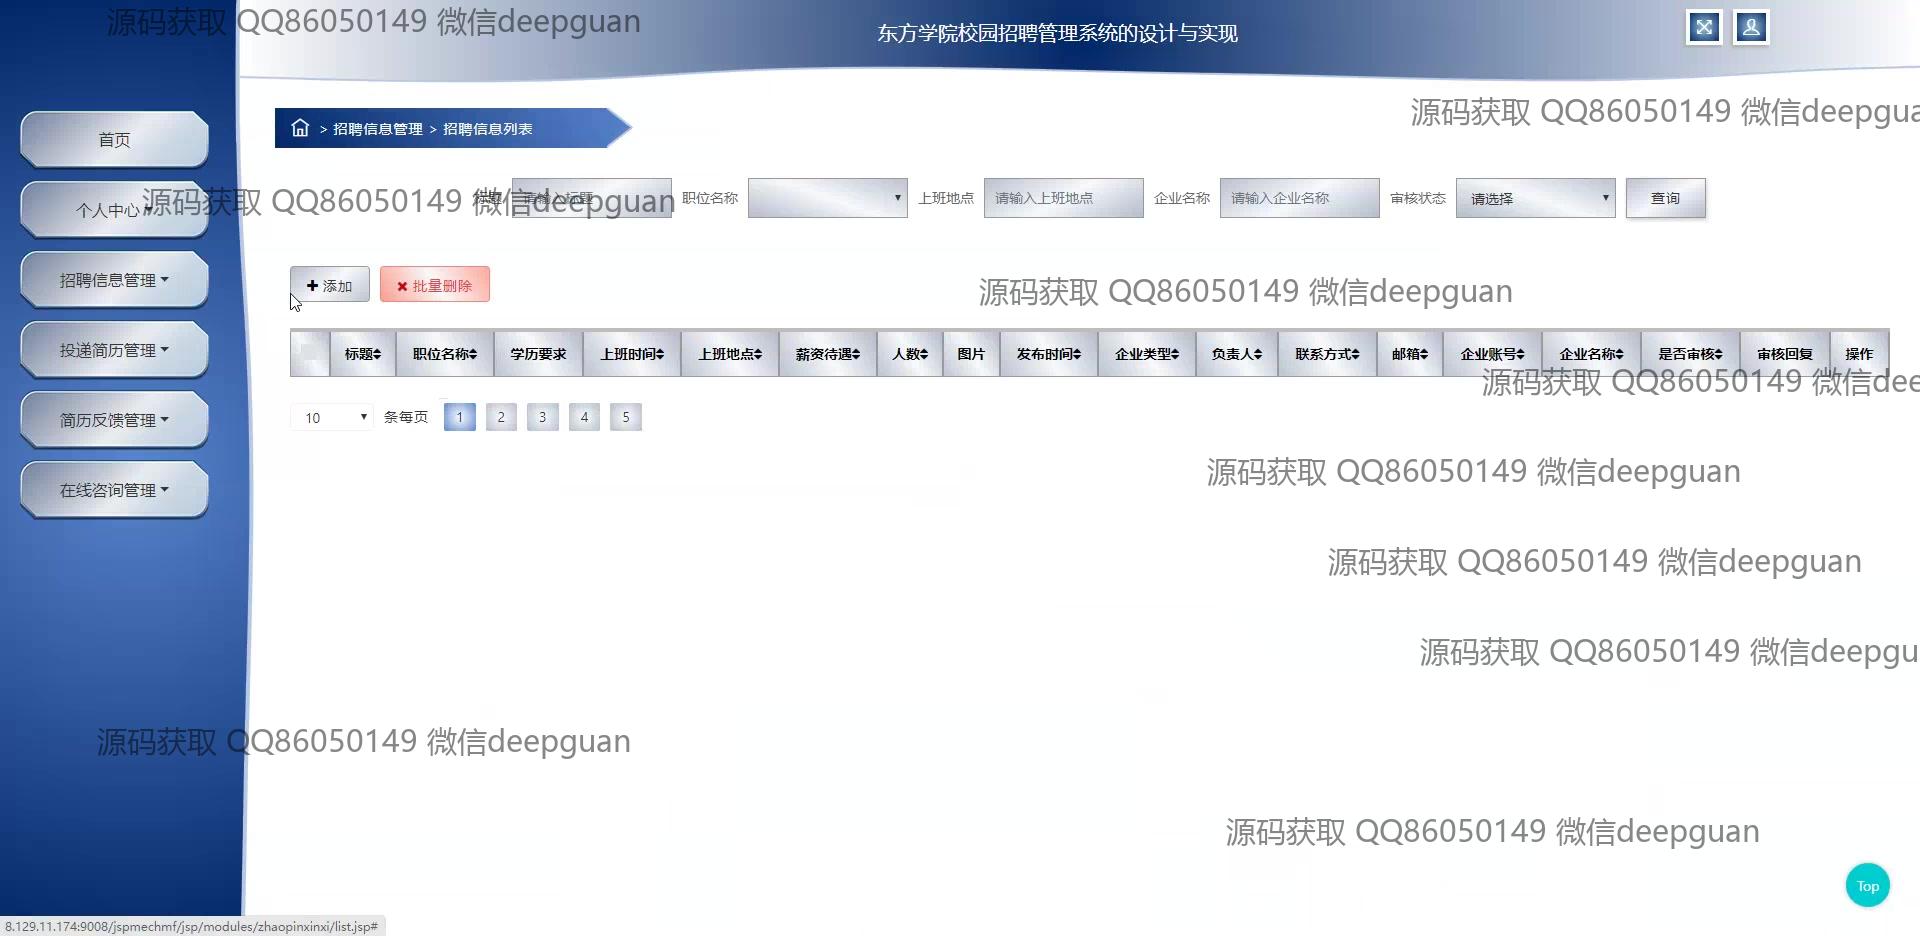 源码获取 QQ86050149 微信deepguan
东方学院校园招聘管理系统的设计与实现
源码获取 QQ86050149 微信deepgua
首页
> 招聘信息管理 > 招聘信息列表
个人中心
源码获取 QQ86050149 微信deepguan
标题 请输入标题 职位名称 上班地点 请输入上班地点 企业名称 请输入企业名称 审核状态 请选择 查询
招聘信息管理
添加 批量删除
源码获取 QQ86050149 微信deepguan
投递简历管理
标题 职位名称 学历要求 上班时间 上班地点 薪资待遇 人数 图片 发布时间 企业类型 负责人 联系方式 邮箱 企业账号 企业名称 是否审核 审核回复 操作
源码获取 QQ86050149 微信dee
简历反馈管理
10 条每页 1 2 3 4 5
源码获取 QQ86050149 微信deepguan
在线咨询管理
源码获取 QQ86050149 微信deepguan
源码获取 QQ86050149 微信deepgu
源码获取 QQ86050149 微信deepguan
源码获取 QQ86050149 微信deepguan
Top
8.129.11.174:9008/jspmechmf/jsp/modules/zhaopinxinxi/list.jsp#